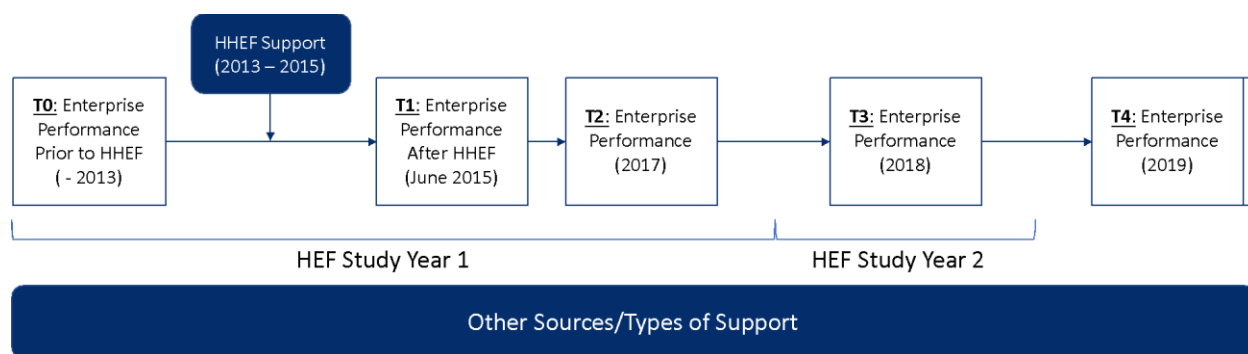 HHEF Support
(2013 – 2015)
T0: Enterprise
Performance
Prior to HHEF
( - 2013)
T1: Enterprise
Performance
After HHEF
(June 2015)
T2: Enterprise
Performance
(2017)
T3: Enterprise
Performance
(2018)
T4: Enterprise
Performance
(2019)
HEF Study Year 1
HEF Study Year 2
Other Sources/Types of Support